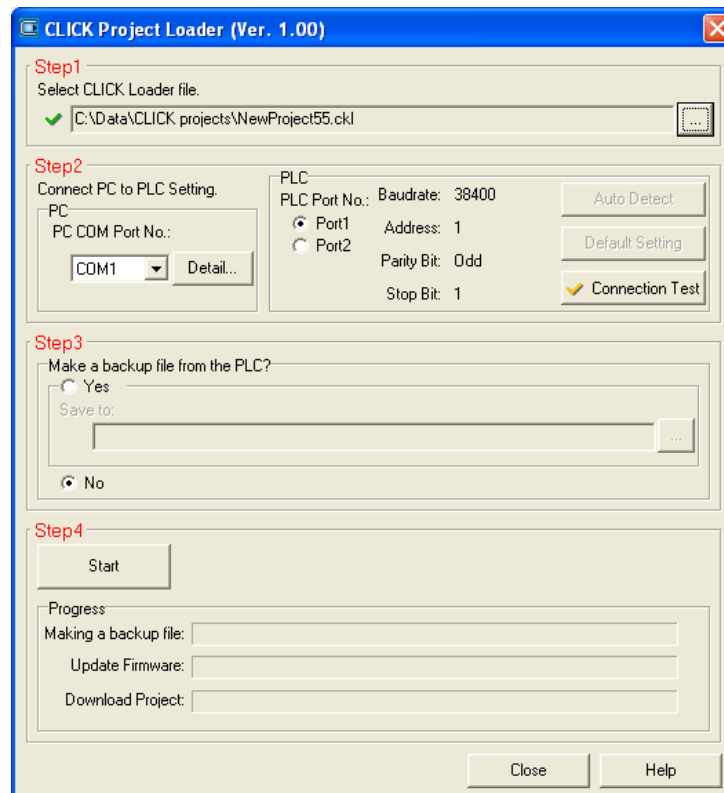 CLICK Project Loader (Ver. 1.00)
Step1
Select CLICK Loader file.
C:\Data\CLICK projects\NewProject55.ckl
...
Step2
Connect PC to PLC Setting.
PC
PC COM Port No.:
COM1
Detail...
PLC
PLC Port No.:
Port1
Port2
Baudrate: 38400
Address: 1
Parity Bit: Odd
Stop Bit: 1
Auto Detect
Default Setting
Connection Test
Step3
Make a backup file from the PLC?
Yes
Save to:
...
No
Step4
Start
Progress
Making a backup file:
Update Firmware:
Download Project:
Close Help